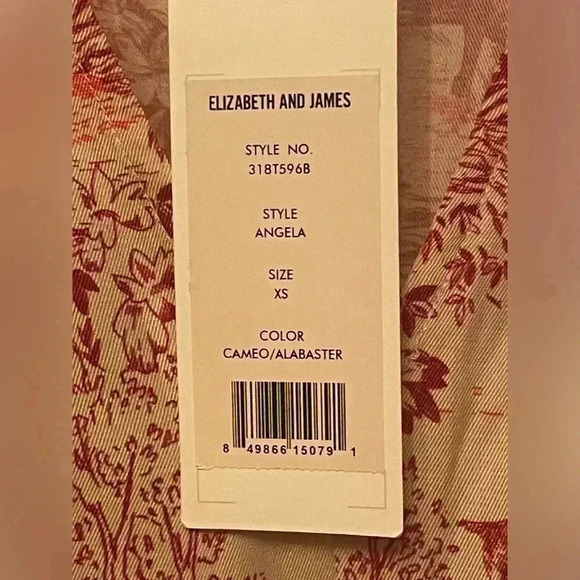 ELIZABETH AND JAMES
STYLE NO.
318T596B
STYLE
ANGELA
SIZE
XS
COLOR
CAMEO/ALABASTER
8 49866 15079 1